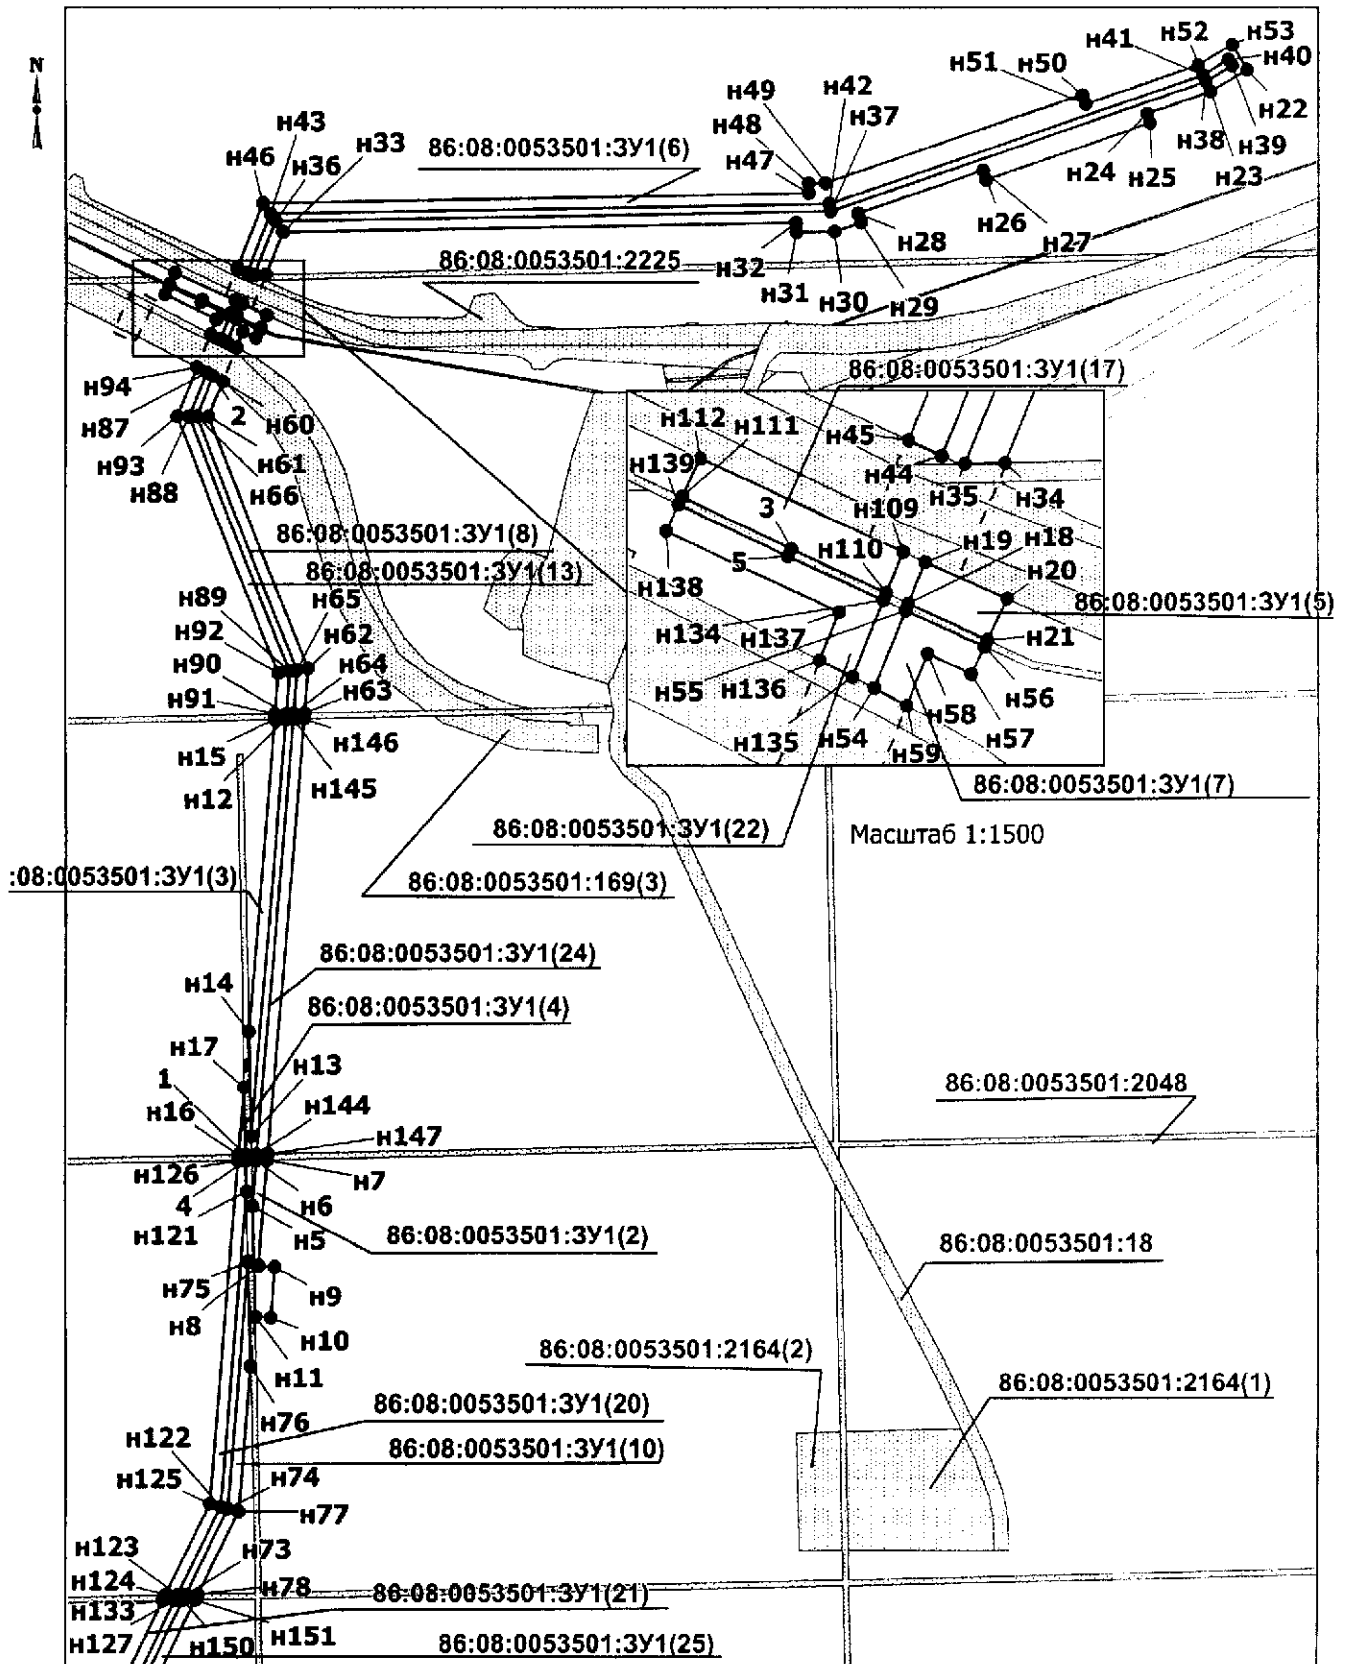 N
н53
н52
н41
н40
н50
н51
н42
н49
н37
н22
н48
н43
н33
н46
н36
86:08:0053501:ЗУ1(6)
н47
н38
н39
н24
н25
н23
н26
н27
н28
86:08:0053501:2225
н32
н31
н30
н29
86:08:0053501:ЗУ1(17)
н94
2
н87
н60
н112
н111
н45
н93
н61
н139
н44
н88
н66
н35
н34
3
н109
86:08:0053501:ЗУ1(8)
н110
н19
н18
5
86:08:0053501:ЗУ1(13)
н138
н20
н89
н65
86:08:0053501:ЗУ1(5)
н134
н137
н21
н92
н62
н90
н64
н55
н136
н56
н91
н63
н58
н15
н146
н135
н54
н59
н57
н12
н145
86:08:0053501:ЗУ1(7)
86:08:0053501:ЗУ1(22)
Масштаб 1:1500
:08:0053501:ЗУ1(3)
86:08:0053501:169(3)
86:08:0053501:ЗУ1(24)
н14
86:08:0053501:ЗУ1(4)
н17
н13
1
86:08:0053501:2048
н16
н144
н147
н126
н7
4
н6
н121
н5
86:08:0053501:ЗУ1(2)
86:08:0053501:18
н75
н9
н8
н10
86:08:0053501:2164(2)
н11
86:08:0053501:2164(1)
86:08:0053501:ЗУ1(20)
н76
н122
86:08:0053501:ЗУ1(10)
н125
н74
н77
н123
н73
н124
н78
86:08:0053501:ЗУ1(21)
н133
н127
н150
н151
86:08:0053501:ЗУ1(25)